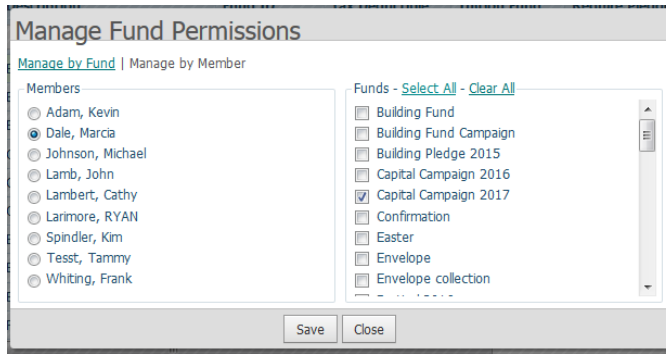 Manage Fund Permissions
Manage by Fund | Manage by Member
Members
Adam, Kevin
Dale, Marcia
Johnson, Michael
Lamb, John
Lambert, Cathy
Larimore, RYAN
Spindler, Kim
Tesst, Tammy
Whiting, Frank
Funds - Select All - Clear All
Building Fund
Building Fund Campaign
Building Pledge 2015
Capital Campaign 2016
Capital Campaign 2017
Confirmation
Easter
Envelope
Envelope collection
Save
Close